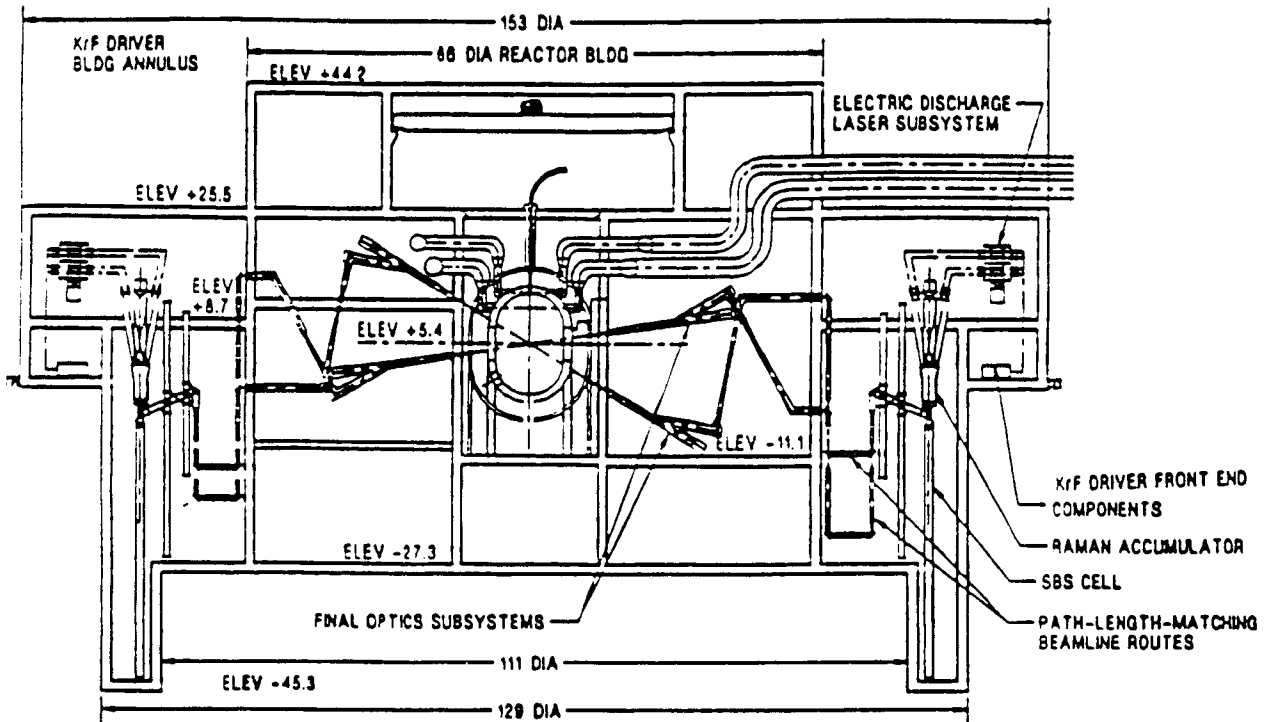 153 DIA
KrF DRIVER
BLDG ANNULUS
86 DIA REACTOR BLDG
ELEV +44.2
ELECTRIC DISCHARGE
LASER SUBSYSTEM
ELEV +25.5
ELEV
+8.7
ELEV +5.4
ELEV -11.1
KrF DRIVER FRONT END
COMPONENTS
ELEV -27.3
RAMAN ACCUMULATOR
SBS CELL
FINAL OPTICS SUBSYSTEMS
PATH-LENGTH-MATCHING
BEAMLINE ROUTES
111 DIA
ELEV -45.3
129 DIA